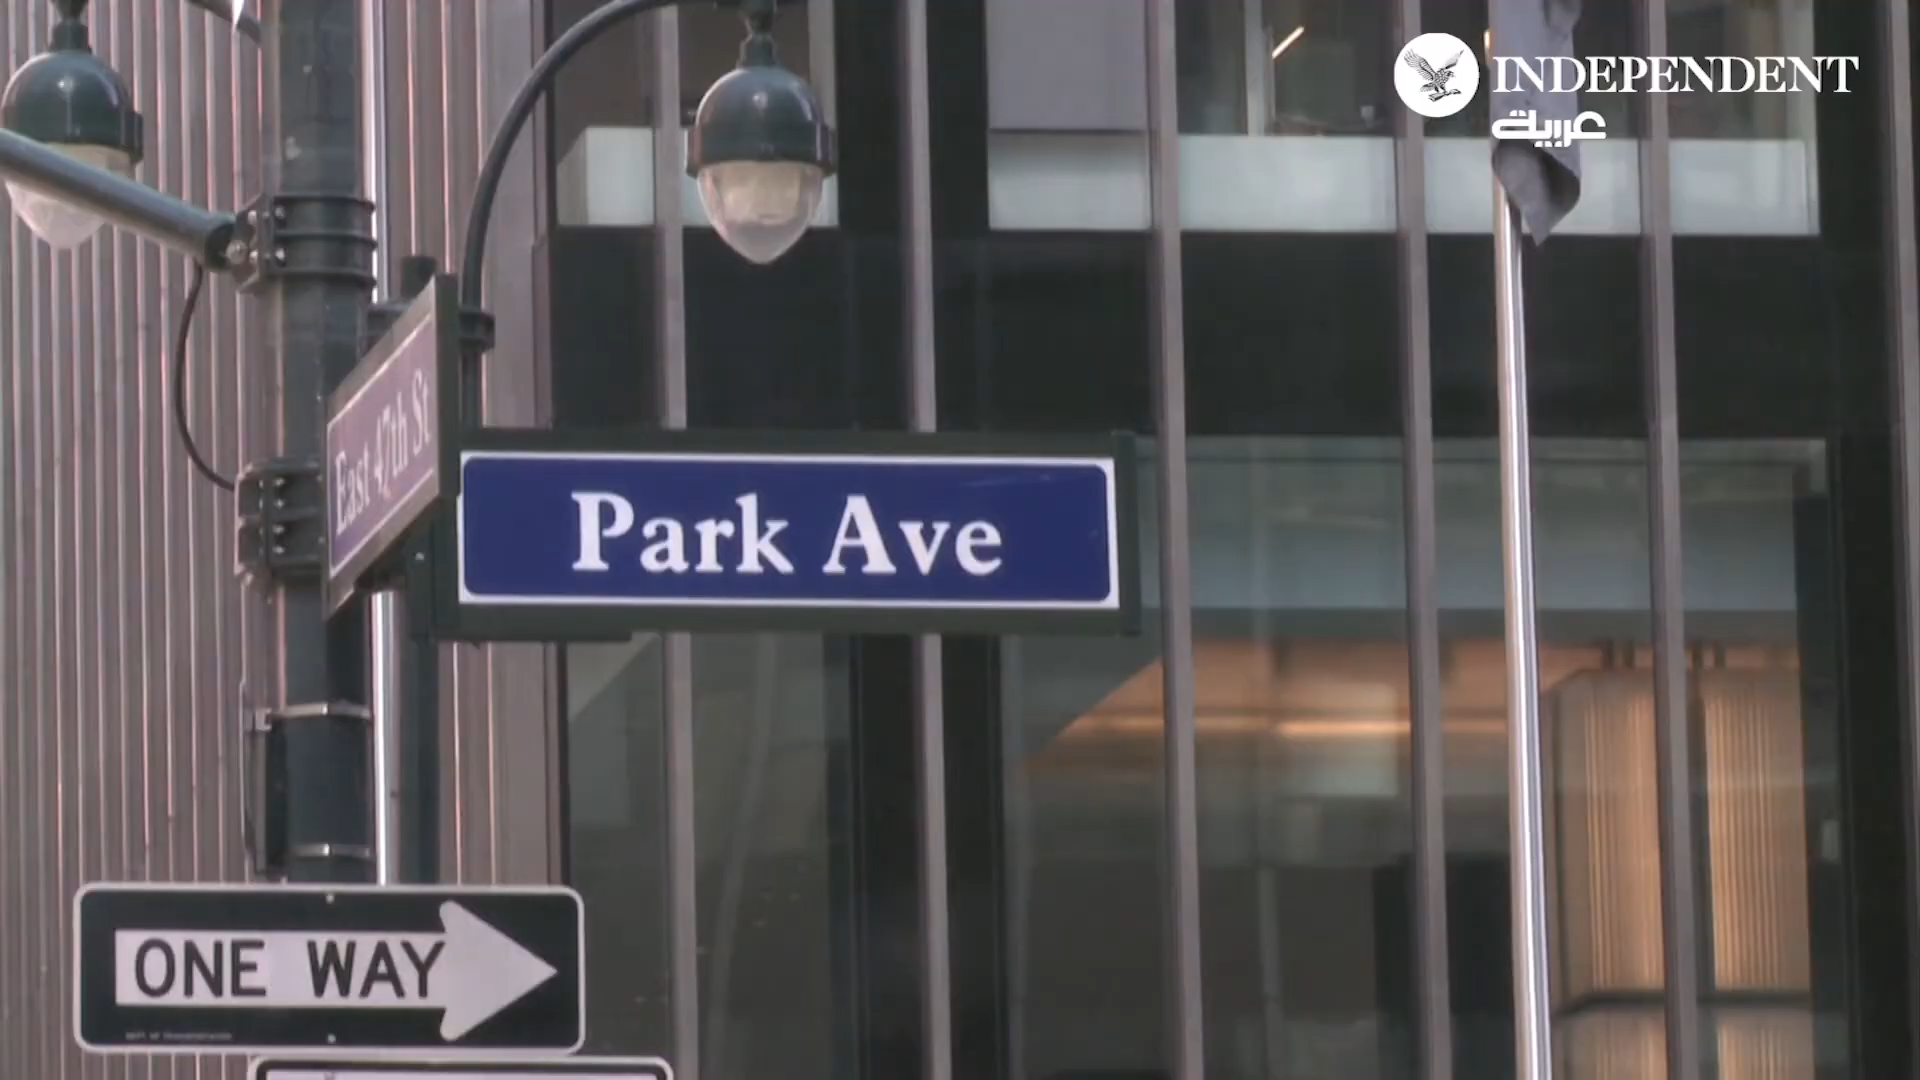 INDEPENDENT
عربية
East 47th St
Park Ave
ONE WAY